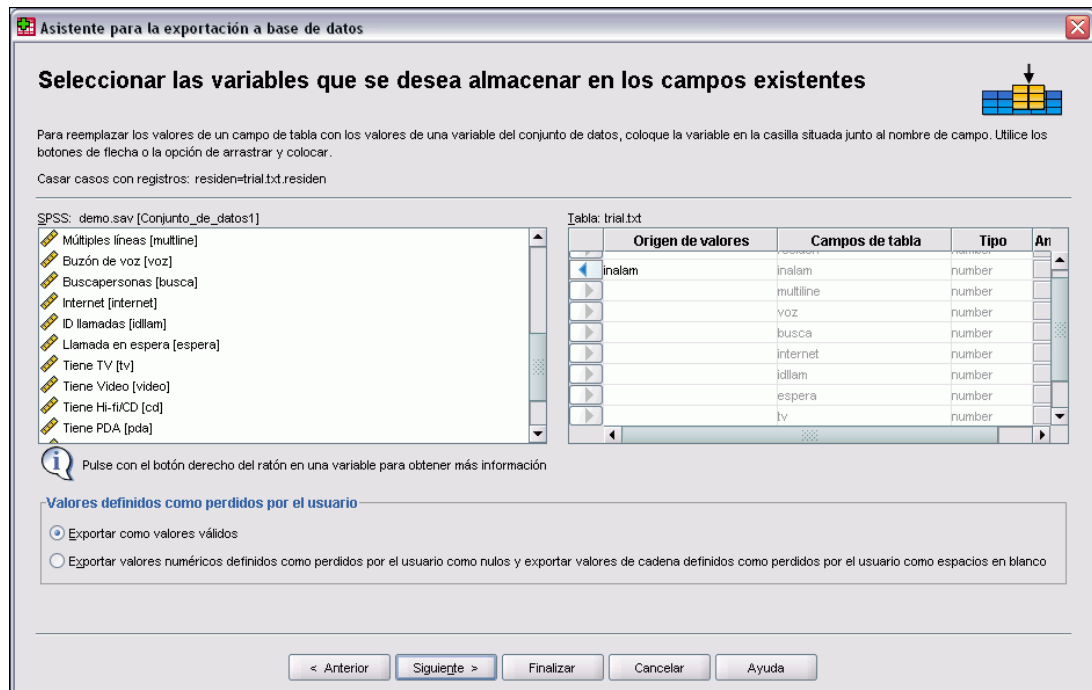 Asistente para la exportación a base de datos
Seleccionar las variables que se desea almacenar en los campos existentes
Para reemplazar los valores de un campo de tabla con los valores de una variable del conjunto de datos, coloque la variable en la casilla situada junto al nombre de campo. Utilice los
botones de flecha o la opción de arrastrar y colocar.
Casar casos con registros: residen=trial.txt.residen
SPSS: demo.sav [Conjunto_de_datos1]
Múltiples líneas [multline]
Buzón de voz [voz]
Buscapersonas [busca]
Internet [internet]
ID llamadas [idllam]
Llamada en espera [espera]
Tiene TV [tv]
Tiene Video [video]
Tiene Hi-fi/CD [cd]
Tiene PDA [pda]
Tabla: trial.txt
Origen de valores Campos de tabla Tipo An
inalam inalam number
multiline number
voz number
busca number
internet number
idllam number
espera number
tv number
Pulse con el botón derecho del ratón en una variable para obtener más información
Valores definidos como perdidos por el usuario
Exportar como valores válidos
Exportar valores numéricos definidos como perdidos por el usuario como nulos y exportar valores de cadena definidos como perdidos por el usuario como espacios en blanco
< Anterior Siguiente > Finalizar Cancelar Ayuda